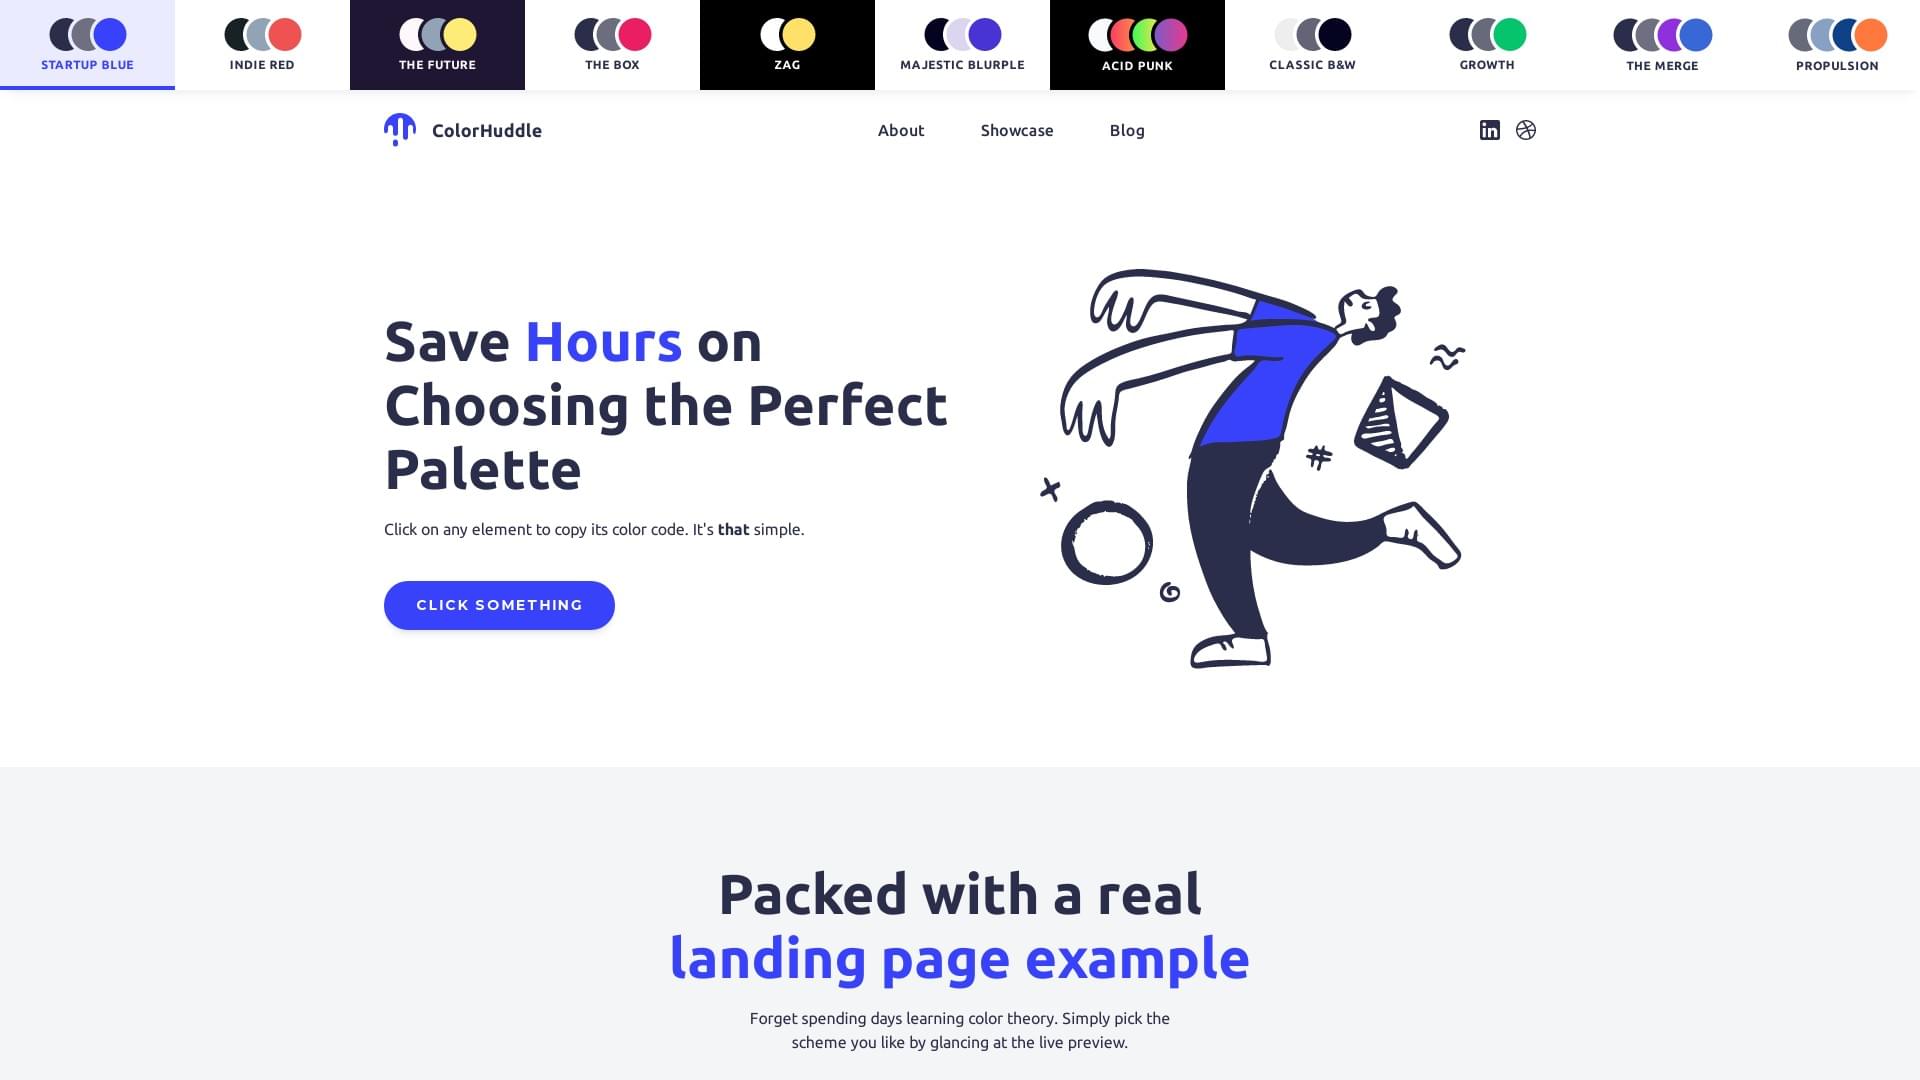 STARTUP BLUE
INDIE RED
THE FUTURE
THE BOX
ZAG
MAJESTIC BLURPLE
ACID PUNK
CLASSIC B&W
GROWTH
THE MERGE
PROPULSION
ColorHuddle
About
Showcase
Blog
Save Hours on
Choosing the Perfect
Palette
Click on any element to copy its color code. It's that simple.
CLICK SOMETHING
Packed with a real
landing page example
Forget spending days learning color theory. Simply pick the
scheme you like by glancing at the live preview.